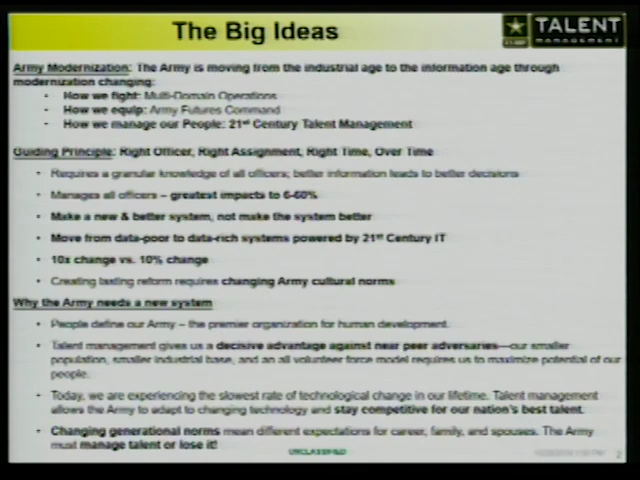 The Big Ideas
TALENT
MANAGEMENT
Army Modernization: The Army is moving from the industrial age to the information age through
modernization changing:
• How we fight: Multi-Domain Operations
• How we equip: Army Futures Command
• How we manage our People: 21st Century Talent Management
Guiding Principle: Right Officer, Right Assignment, Right Time, Over Time
• Requires a granular knowledge of all officers; better information leads to better decisions
• Manages all officers – greatest impacts to 6-60%
• Make a new & better system, not make the system better
• Move from data-poor to data-rich systems powered by 21st Century IT
• 10x change vs. 10% change
• Creating lasting reform requires changing Army cultural norms
Why the Army needs a new system
• People define our Army – the premier organization for human development.
• Talent management gives us a decisive advantage against near peer adversaries—our smaller
population, smaller industrial base, and an all volunteer force model requires us to maximize potential of our
people.
• Today, we are experiencing the slowest rate of technological change in our lifetime. Talent management
allows the Army to adapt to changing technology and stay competitive for our nation's best talent.
• Changing generational norms mean different expectations for career, family, and spouses. The Army
must manage talent or lose it!
UNCLASSIFIED
2